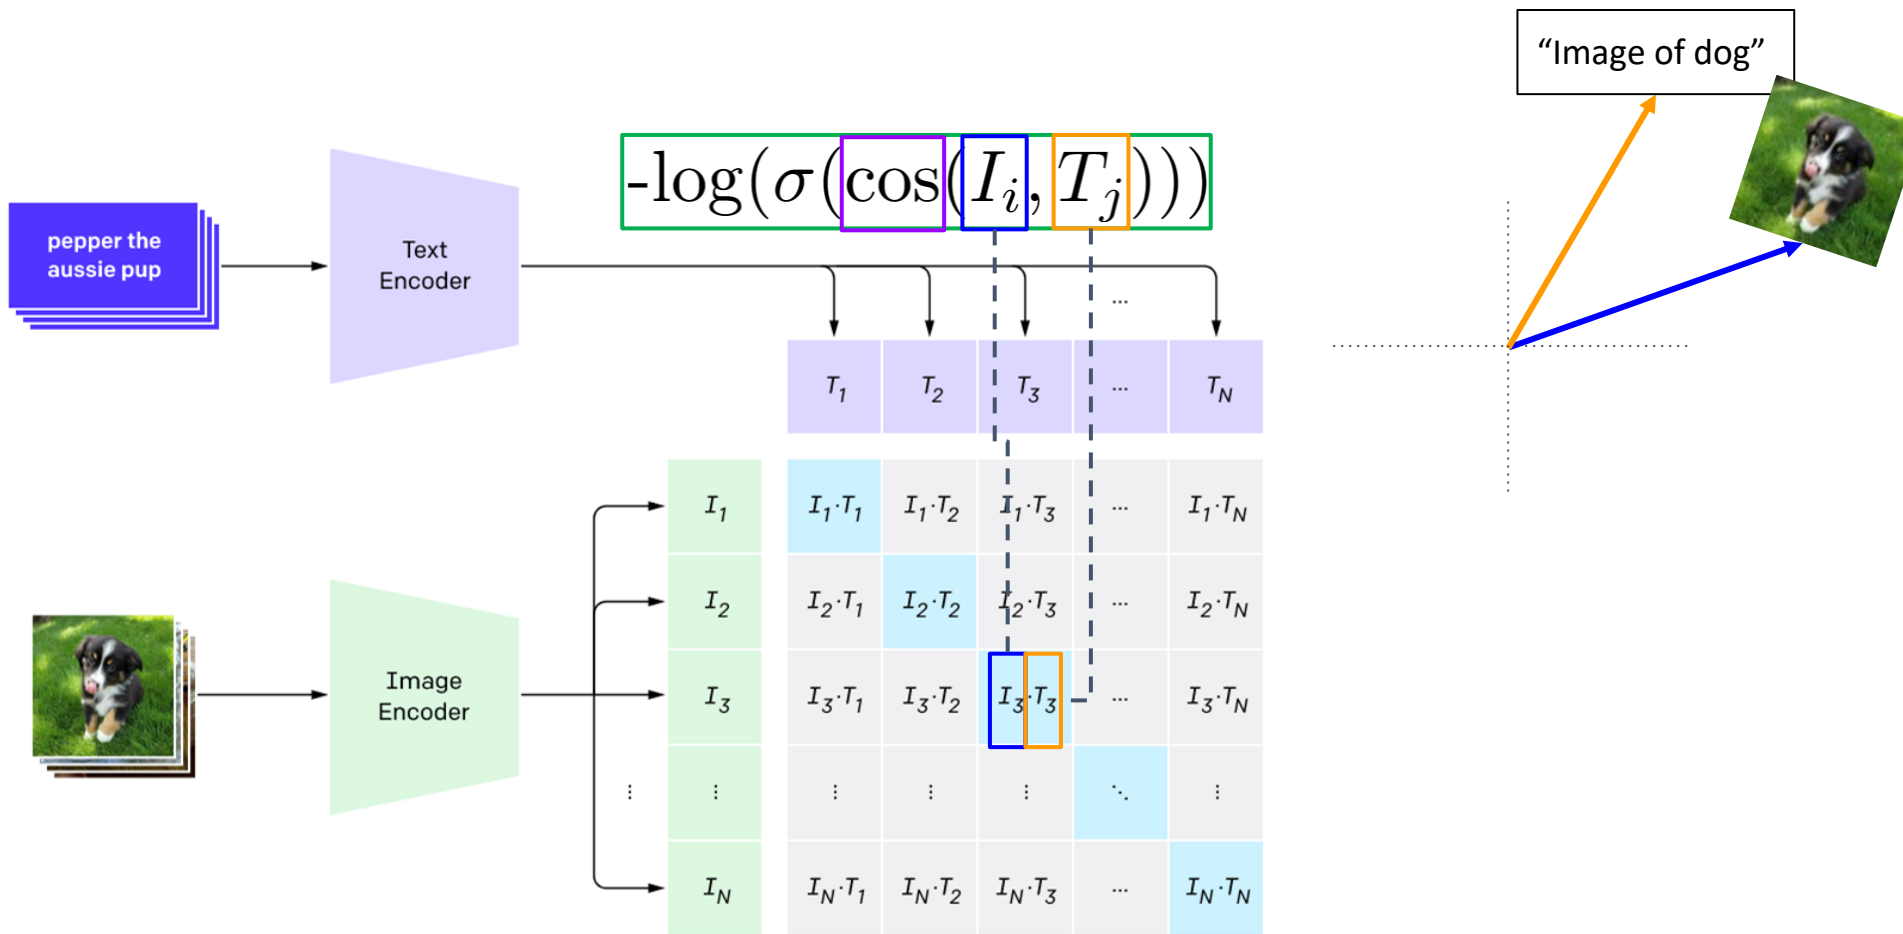 “Image of dog”
-log(σ(cos(I_i, T_j)))
pepper the
aussie pup
Text
Encoder
...
T_1 T_2 T_3 ... T_N
I_1 I_1·T_1 I_1·T_2 I_1·T_3 ... I_1·T_N
I_2 I_2·T_1 I_2·T_2 I_2·T_3 ... I_2·T_N
Image
Encoder
I_3 I_3·T_1 I_3·T_2 I_3·T_3 ... I_3·T_N
⋮ ⋮ ⋮ ⋮ ⋮ ⋱ ⋮
I_N I_N·T_1 I_N·T_2 I_N·T_3 ... I_N·T_N